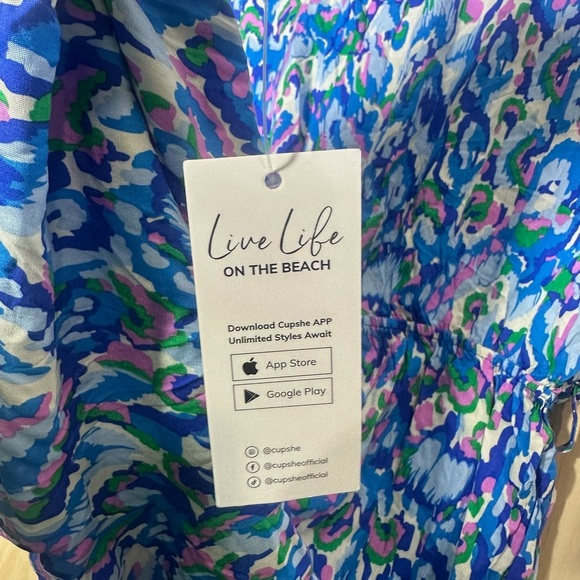 Live Life
ON THE BEACH
Download Cupshe APP
Unlimited Styles Await
App Store
Google Play
@cupshe
@cupsheofficial
@cupsheofficial